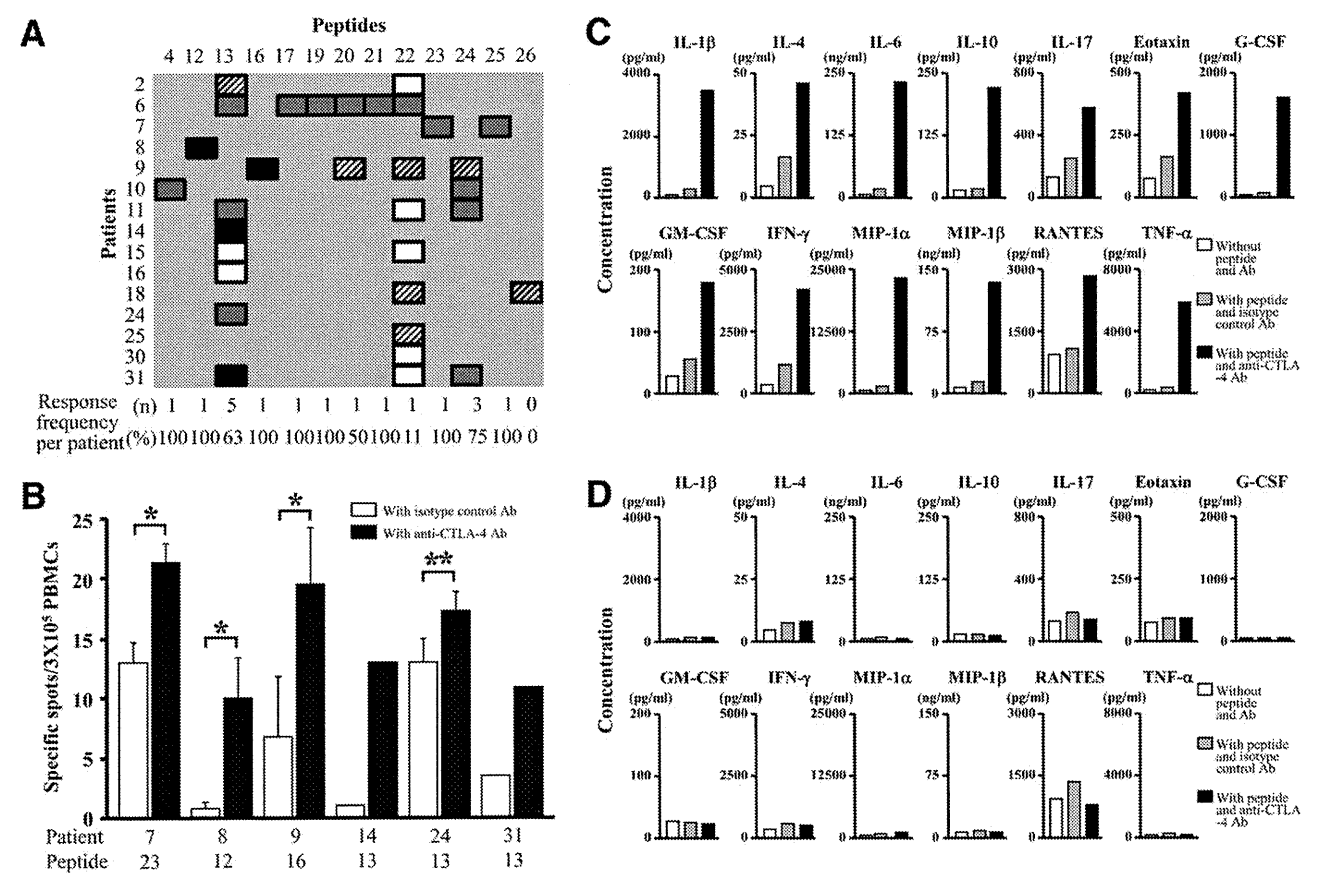 A
Peptides
4 12 13 16 17 19 20 21 22 23 24 25 26
Patients
2
6
7
8
9
10
11
14
15
16
18
24
25
30
31
Response frequency per patient
(n) 1 1 5 1 1 1 1 1 1 1 3 1 0
(%) 100 100 63 100 100 100 50 100 11 100 75 100 0
B
Specific spots/3X10⁵ PBMCs
25
20
15
10
5
0
* * * **
With isotype control Ab
With anti-CTLA-4 Ab
Patient 7 8 9 14 24 31
Peptide 23 12 16 13 13 13
C
Concentration
IL-1β IL-4 IL-6 IL-10 IL-17 Eotaxin G-CSF
(pg/ml) (pg/ml) (ng/ml) (pg/ml) (pg/ml) (pg/ml) (pg/ml)
4000 50 250 250 800 500 2000
2000 25 125 125 400 250 1000
0 0 0 0 0 0 0
GM-CSF IFN-γ MIP-1α MIP-1β RANTES TNF-α
(pg/ml) (pg/ml) (pg/ml) (ng/ml) (pg/ml) (pg/ml)
200 5000 25000 150 3000 8000
100 2500 12500 75 1500 4000
0 0 0 0 0 0
Without
peptide
and Ab
With peptide
and isotype
control Ab
With peptide
and anti-CTLA
-4 Ab
D
Concentration
IL-1β IL-4 IL-6 IL-10 IL-17 Eotaxin G-CSF
(pg/ml) (pg/ml) (ng/ml) (pg/ml) (pg/ml) (pg/ml) (pg/ml)
4000 50 250 250 800 500 2000
2000 25 125 125 400 250 1000
0 0 0 0 0 0 0
GM-CSF IFN-γ MIP-1α MIP-1β RANTES TNF-α
(pg/ml) (pg/ml) (pg/ml) (ng/ml) (pg/ml) (pg/ml)
200 5000 25000 150 3000 8000
100 2500 12500 75 1500 4000
0 0 0 0 0 0
Without
peptide
and Ab
With peptide
and isotype
control Ab
With peptide
and anti-CTLA
-4 Ab